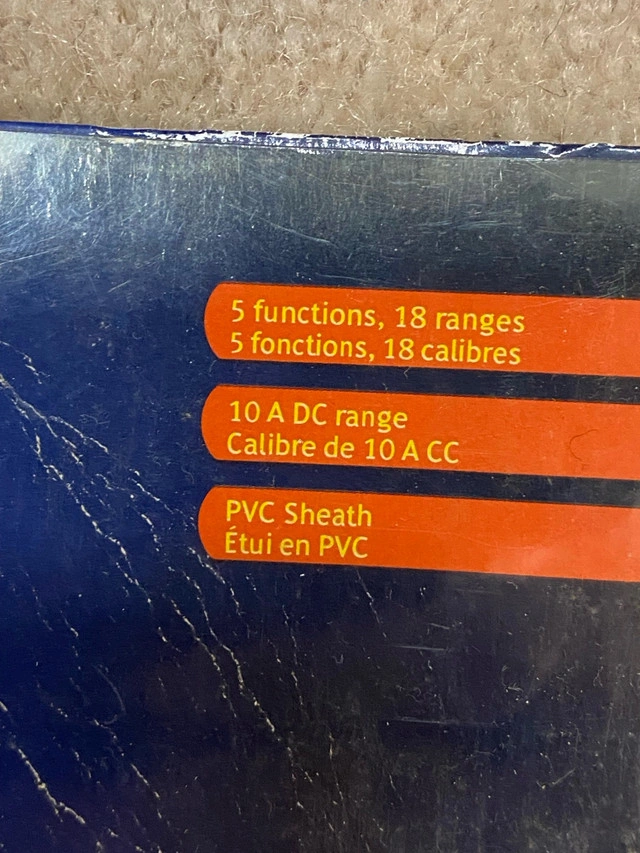 5 functions, 18 ranges
5 fonctions, 18 calibres
10 A DC range
Calibre de 10 A CC
PVC Sheath
Étui en PVC